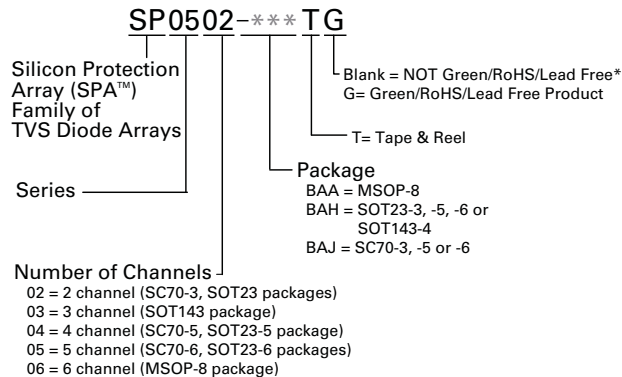 SP0502-***TG
Silicon Protection
Array (SPA™)
Family of
TVS Diode Arrays
Series
Number of Channels
02 = 2 channel (SC70-3, SOT23 packages)
03 = 3 channel (SOT143 package)
04 = 4 channel (SC70-5, SOT23-5 package)
05 = 5 channel (SC70-6, SOT23-6 packages)
06 = 6 channel (MSOP-8 package)
Package
BAA = MSOP-8
BAH = SOT23-3, -5, -6 or
SOT143-4
BAJ = SC70-3, -5 or -6
T= Tape & Reel
Blank = NOT Green/RoHS/Lead Free*
G= Green/RoHS/Lead Free Product